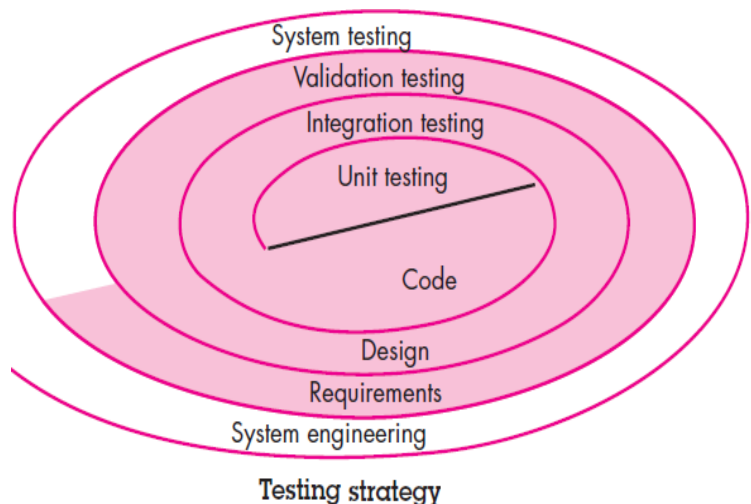 System testing
Validation testing
Integration testing
Unit testing
Code
Design
Requirements
System engineering
Testing strategy